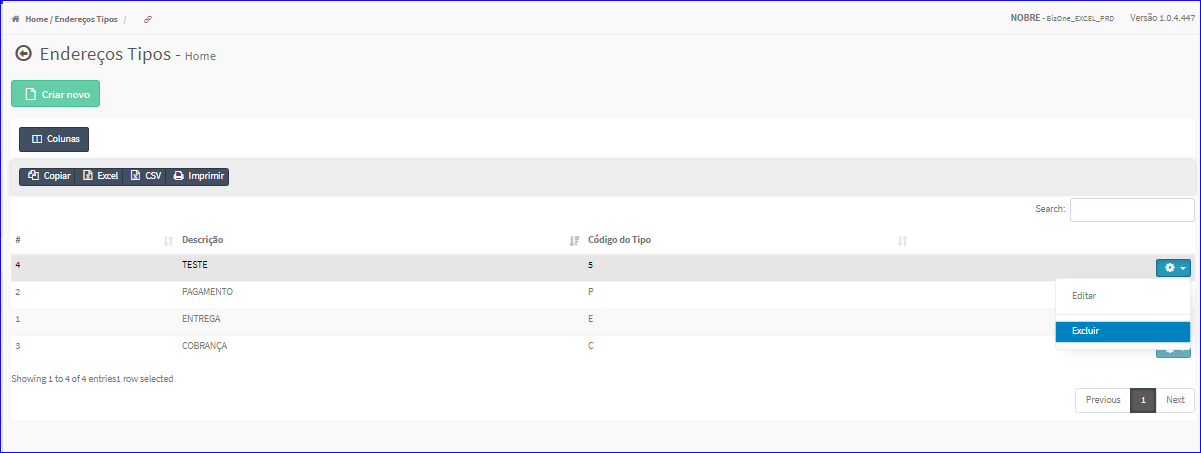 Home / Endereços Tipos /
NOBRE - BizOne_EXCEL_PRD Versão 1.0.4.447
Endereços Tipos - Home
Criar novo
Colunas
Copiar Excel CSV Imprimir
Search:
# Descrição Código do Tipo
4 TESTE 5
2 PAGAMENTO P
Editar
1 ENTREGA E
Excluir
3 COBRANÇA C
Showing 1 to 4 of 4 entries1 row selected
Previous 1 Next